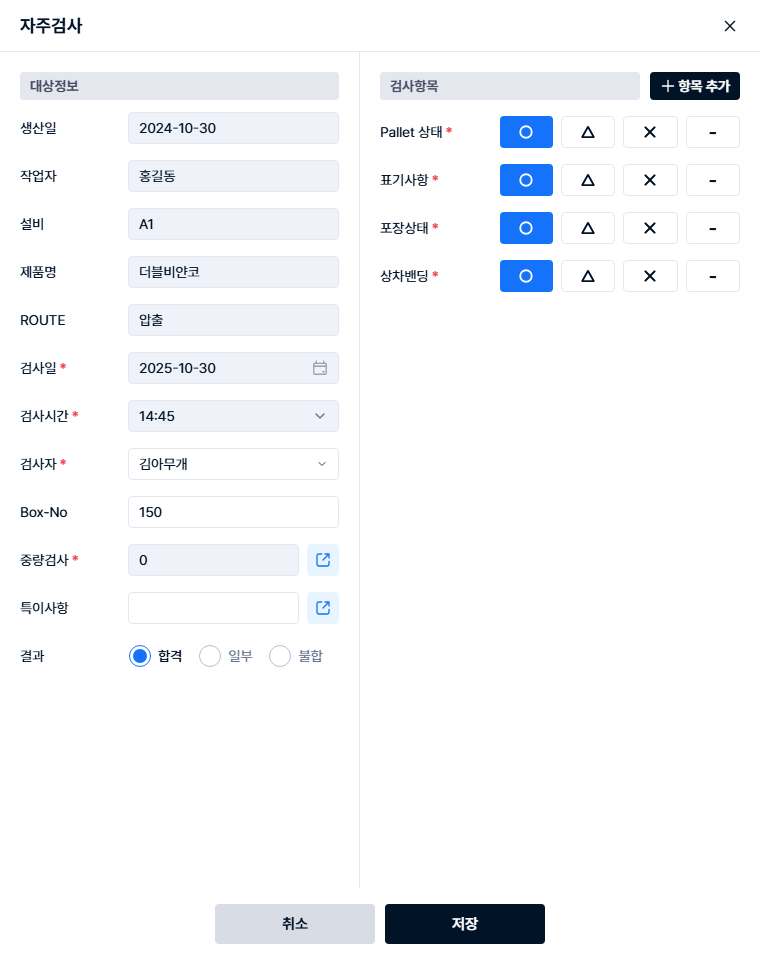 자주검사
대상정보
생산일 2024-10-30
작업자 홍길동
설비 A1
제품명 더블비얀코
ROUTE 압출
검사일 * 2025-10-30
검사시간 * 14:45
검사자 * 김아무개
Box-No 150
중량검사 * 0
특이사항
결과 합격 일부 불합
검사항목 + 항목 추가
Pallet 상태 * ○ △ × -
표기사항 * ○ △ × -
포장상태 * ○ △ × -
상차밴딩 * ○ △ × -
취소 저장